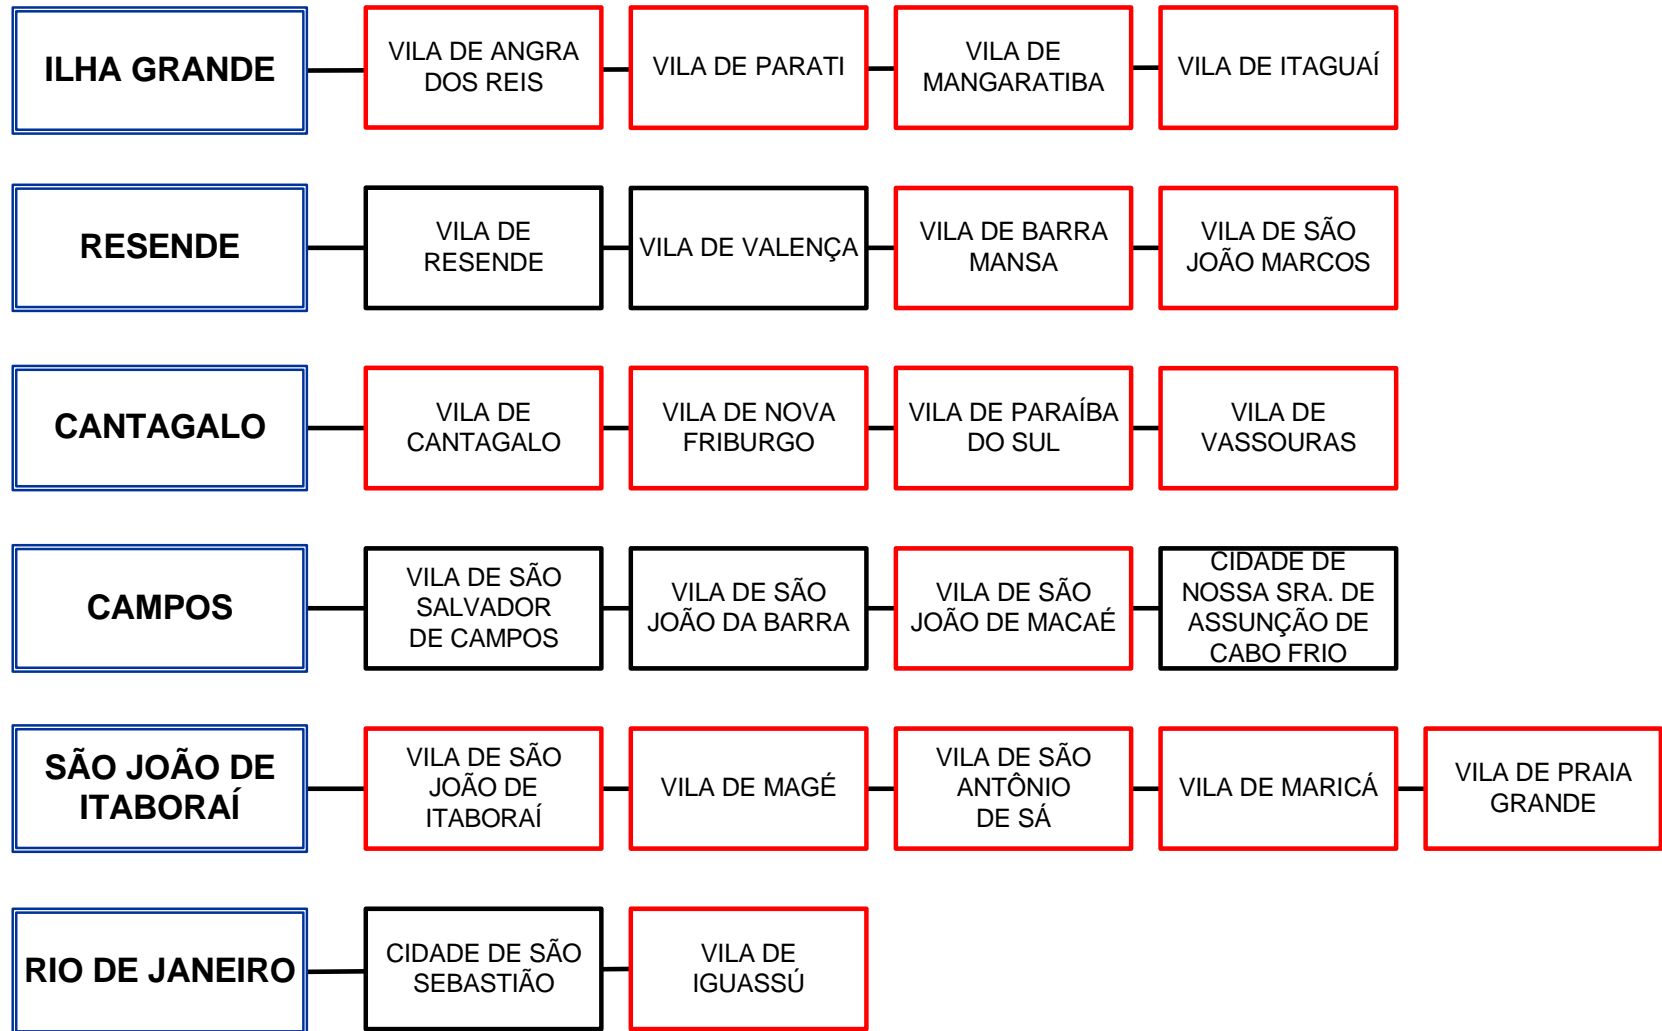 ILHA GRANDE
VILA DE ANGRA
DOS REIS
VILA DE PARATI
VILA DE
MANGARATIBA
VILA DE ITAGUAÍ
RESENDE
VILA DE
RESENDE
VILA DE VALENÇA
VILA DE BARRA
MANSA
VILA DE SÃO
JOÃO MARCOS
CANTAGALO
VILA DE
CANTAGALO
VILA DE NOVA
FRIBURGO
VILA DE PARAÍBA
DO SUL
VILA DE
VASSOURAS
CAMPOS
VILA DE SÃO
SALVADOR
DE CAMPOS
VILA DE SÃO
JOÃO DA BARRA
VILA DE SÃO
JOÃO DE MACAÉ
CIDADE DE
NOSSA SRA. DE
ASSUNÇÃO DE
CABO FRIO
SÃO JOÃO DE
ITABORAÍ
VILA DE SÃO
JOÃO DE
ITABORAÍ
VILA DE MAGÉ
VILA DE SÃO
ANTÔNIO
DE SÁ
VILA DE MARICÁ
VILA DE PRAIA
GRANDE
RIO DE JANEIRO
CIDADE DE SÃO
SEBASTIÃO
VILA DE
IGUASSÚ